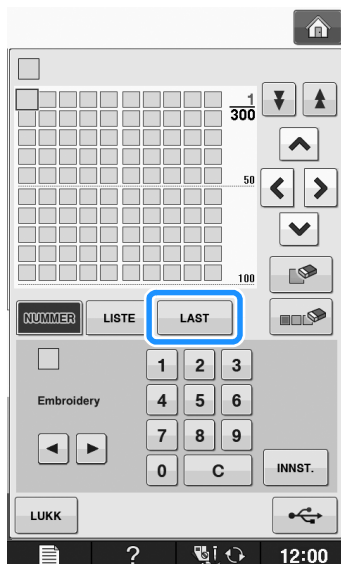 1
300
50
100
NUMMER LISTE LAST
1 2 3
Embroidery 4 5 6
7 8 9
0 C INNST.
LUKK
? 12:00